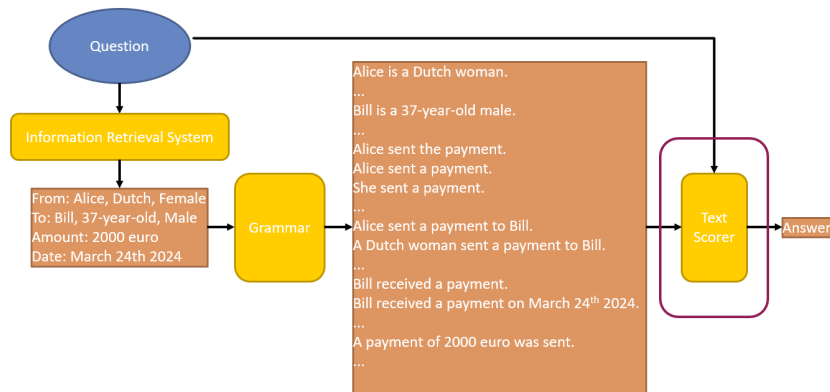 Question
Information Retrieval System
From: Alice, Dutch, Female
To: Bill, 37-year-old, Male
Amount: 2000 euro
Date: March 24th 2024
Grammar
Alice is a Dutch woman.
...
Bill is a 37-year-old male.
...
Alice sent the payment.
Alice sent a payment.
She sent a payment.
...
Alice sent a payment to Bill.
A Dutch woman sent a payment to Bill.
...
Bill received a payment.
Bill received a payment on March 24th 2024.
...
A payment of 2000 euro was sent.
...
Text
Scorer
Answer